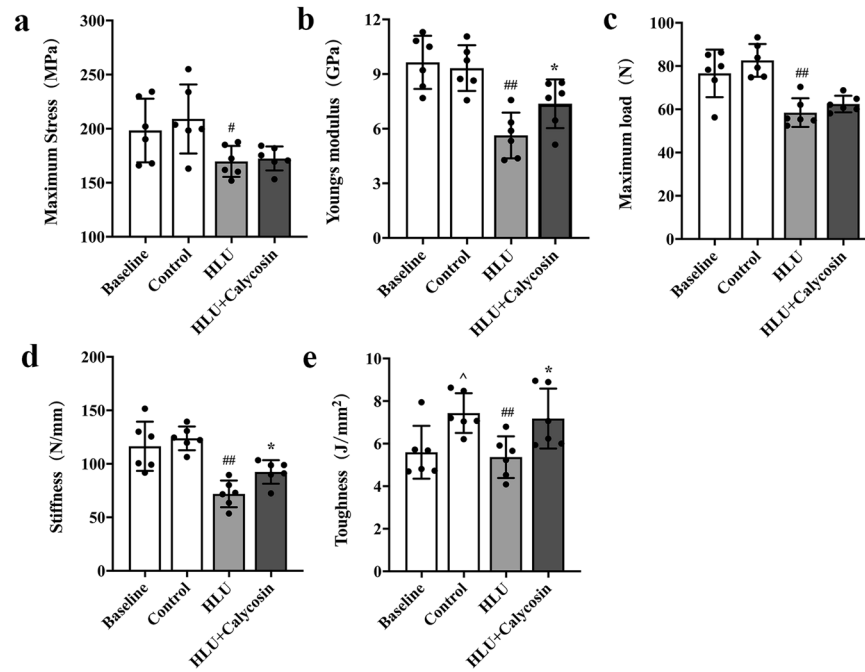 a
Maximum Stress (MPa)
300
250
200
150
100
#
Baseline
Control
HLU
HLU+Calycosin
b
Young's modulus (GPa)
12
9
6
3
0
##
*
Baseline
Control
HLU
HLU+Calycosin
c
Maximum load (N)
100
80
60
40
20
0
##
Baseline
Control
HLU
HLU+Calycosin
d
Stiffness (N/mm)
200
150
100
50
0
##
*
Baseline
Control
HLU
HLU+Calycosin
e
Toughness (J/mm²)
10
8
6
4
2
0
^
##
*
Baseline
Control
HLU
HLU+Calycosin